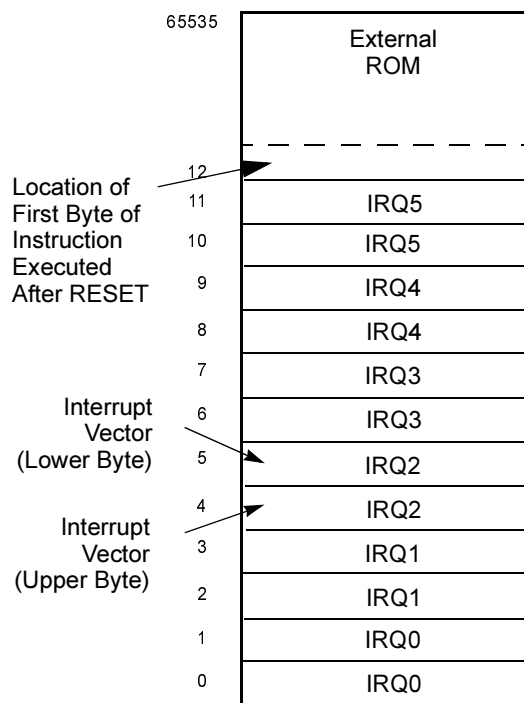 65535
External
ROM
12
Location of
First Byte of
Instruction
Executed
After RESET
11
IRQ5
10
IRQ5
9
IRQ4
8
IRQ4
7
IRQ3
Interrupt
Vector
(Lower Byte)
6
IRQ3
5
IRQ2
4
IRQ2
Interrupt
Vector
(Upper Byte)
3
IRQ1
2
IRQ1
1
IRQ0
0
IRQ0